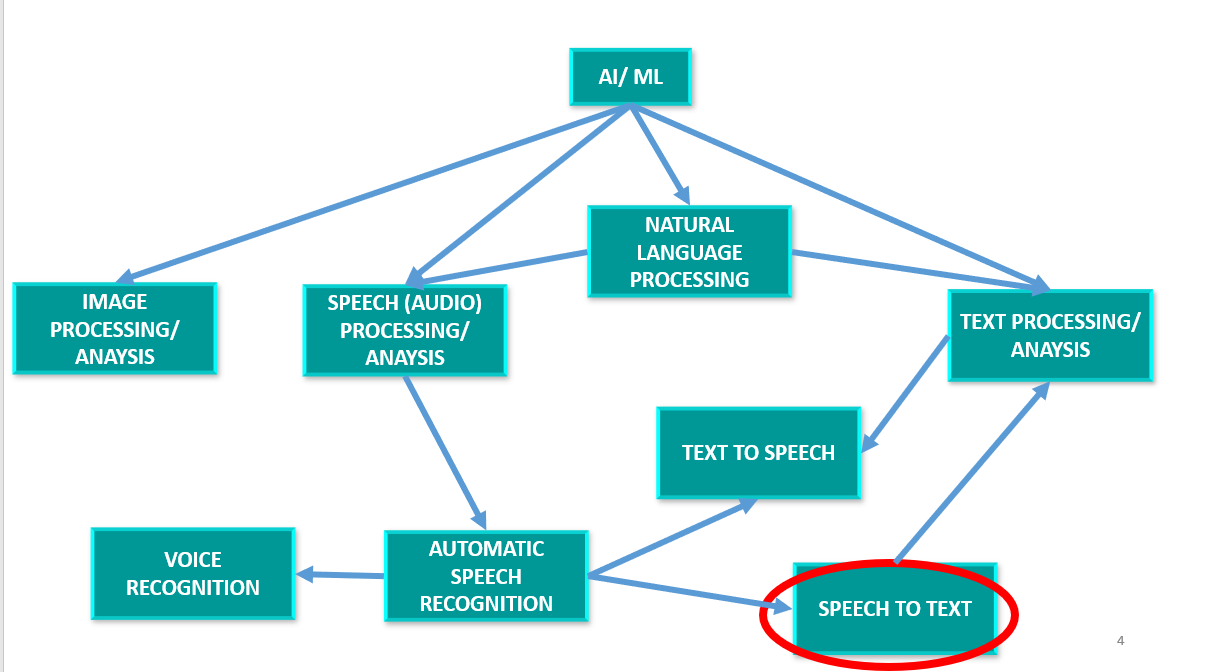 AI/ ML
NATURAL
LANGUAGE
PROCESSING
IMAGE
PROCESSING/
ANAYSIS
SPEECH (AUDIO)
PROCESSING/
ANAYSIS
TEXT PROCESSING/
ANAYSIS
TEXT TO SPEECH
VOICE
RECOGNITION
AUTOMATIC
SPEECH
RECOGNITION
SPEECH TO TEXT
4